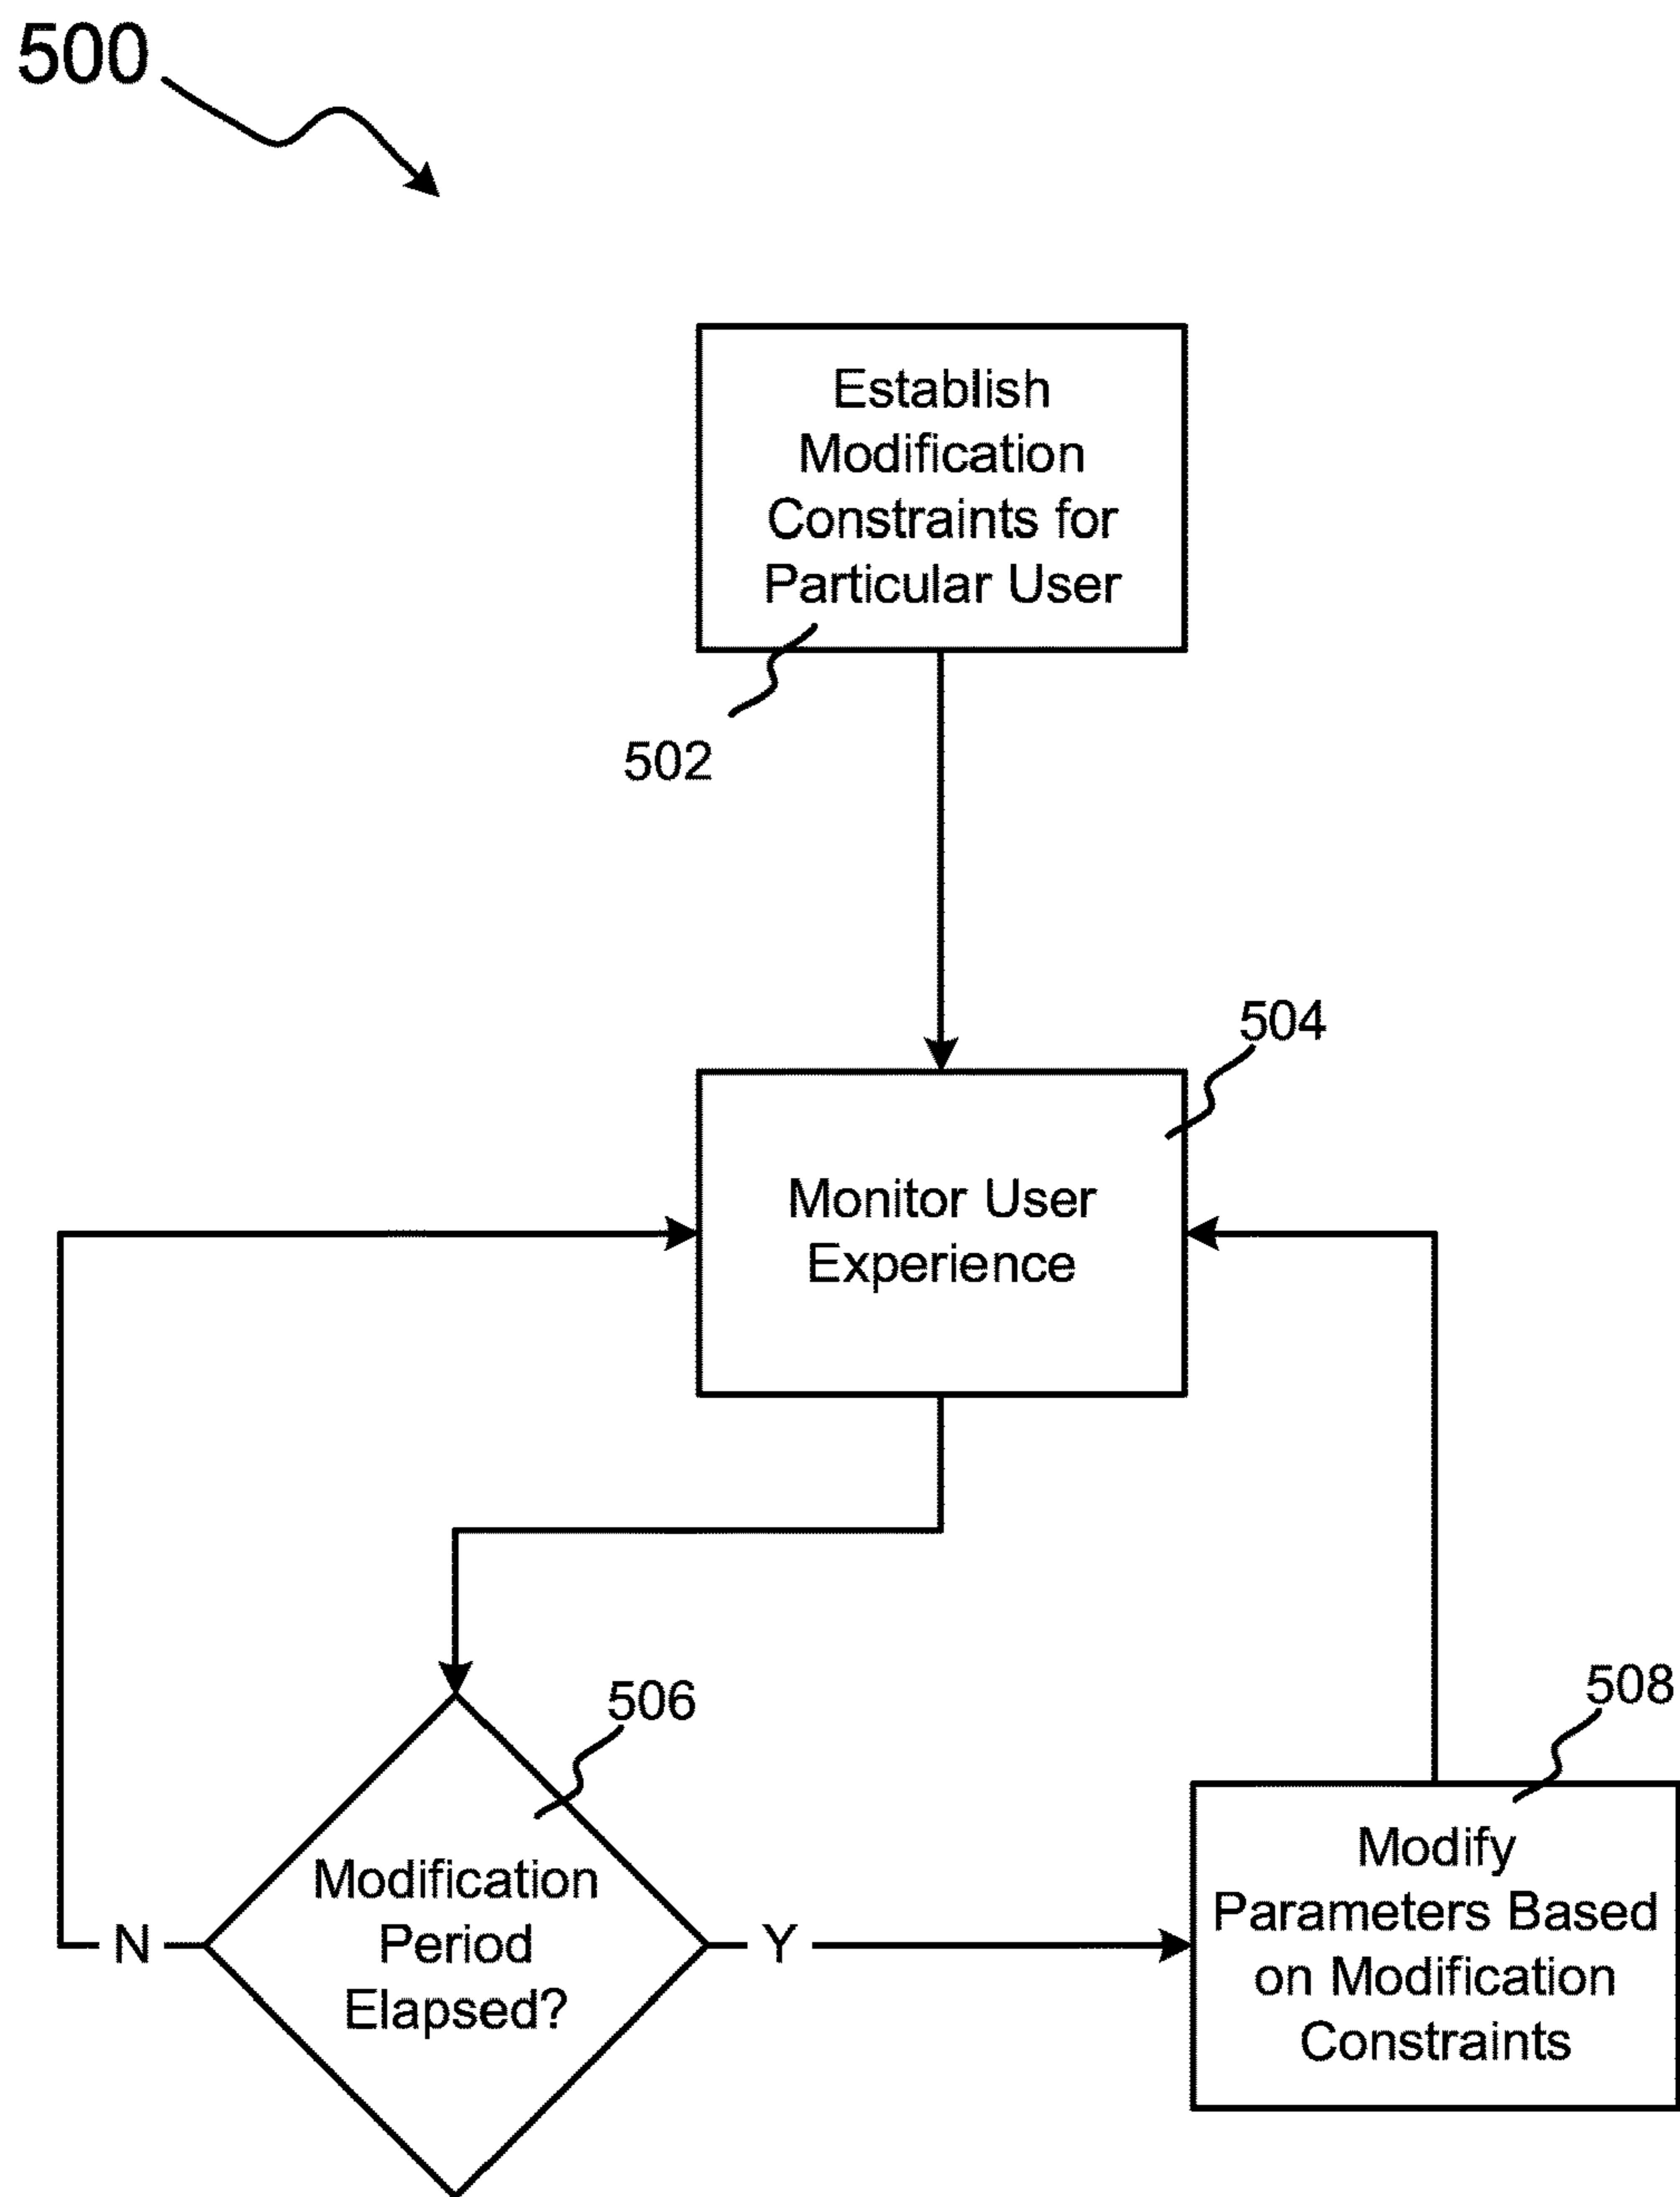 500
Establish
Modification
Constraints for
Particular User
502
504
Monitor User
Experience
506
Modification
Period
Elapsed?
N
Y
508
Modify
Parameters Based
on Modification
Constraints